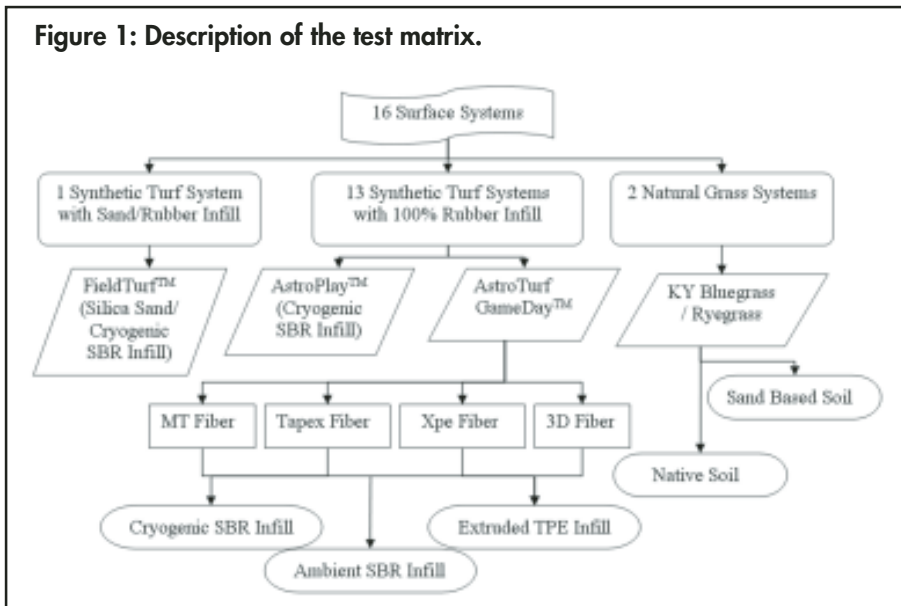 Figure 1: Description of the test matrix.
16 Surface Systems
1 Synthetic Turf System
with Sand/Rubber Infill
13 Synthetic Turf Systems
with 100% Rubber Infill
2 Natural Grass Systems
FieldTurf™
(Silica Sand/
Cryogenic
SBR Infill)
AstroPlay™
(Cryogenic
SBR Infill)
AstroTurf
GameDay™
KY Bluegrass
/ Ryegrass
MT Fiber
Tapex Fiber
Xpe Fiber
3D Fiber
Sand Based Soil
Native Soil
Cryogenic SBR Infill
Extruded TPE Infill
Ambient SBR Infill